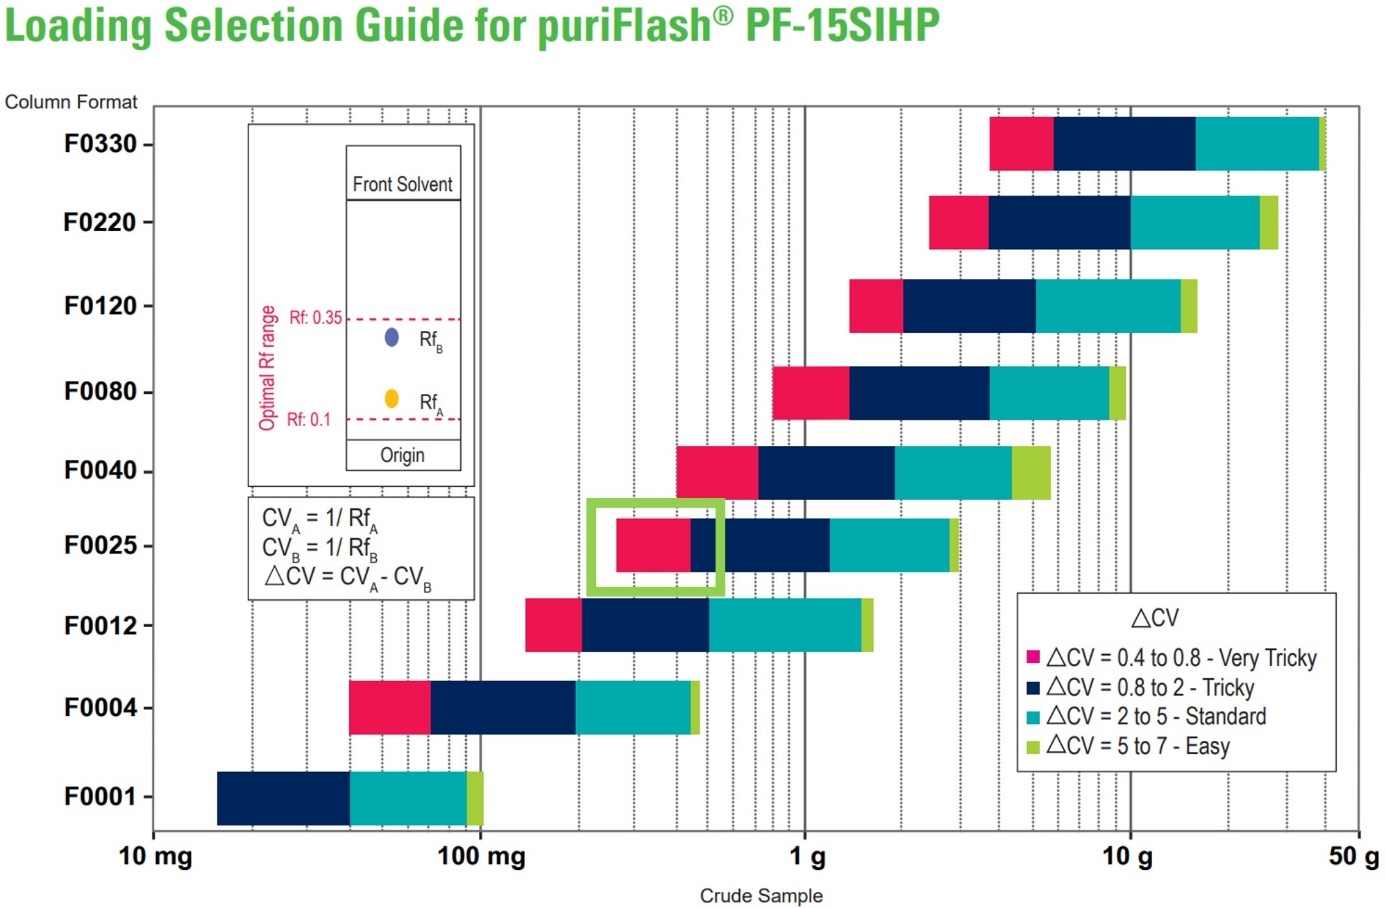 Loading Selection Guide for puriFlash® PF-15SIHP
Column Format
F0330
F0220
F0120
F0080
F0040
F0025
F0012
F0004
F0001
Front Solvent
Optimal Rf range
Rf: 0.35
RfB
RfA
Rf: 0.1
Origin
CVA = 1/ RfA
CVB = 1/ RfB
△CV = CVA - CVB
△CV
△CV = 0.4 to 0.8 - Very Tricky
△CV = 0.8 to 2 - Tricky
△CV = 2 to 5 - Standard
△CV = 5 to 7 - Easy
10 mg 100 mg 1 g 10 g 50 g
Crude Sample